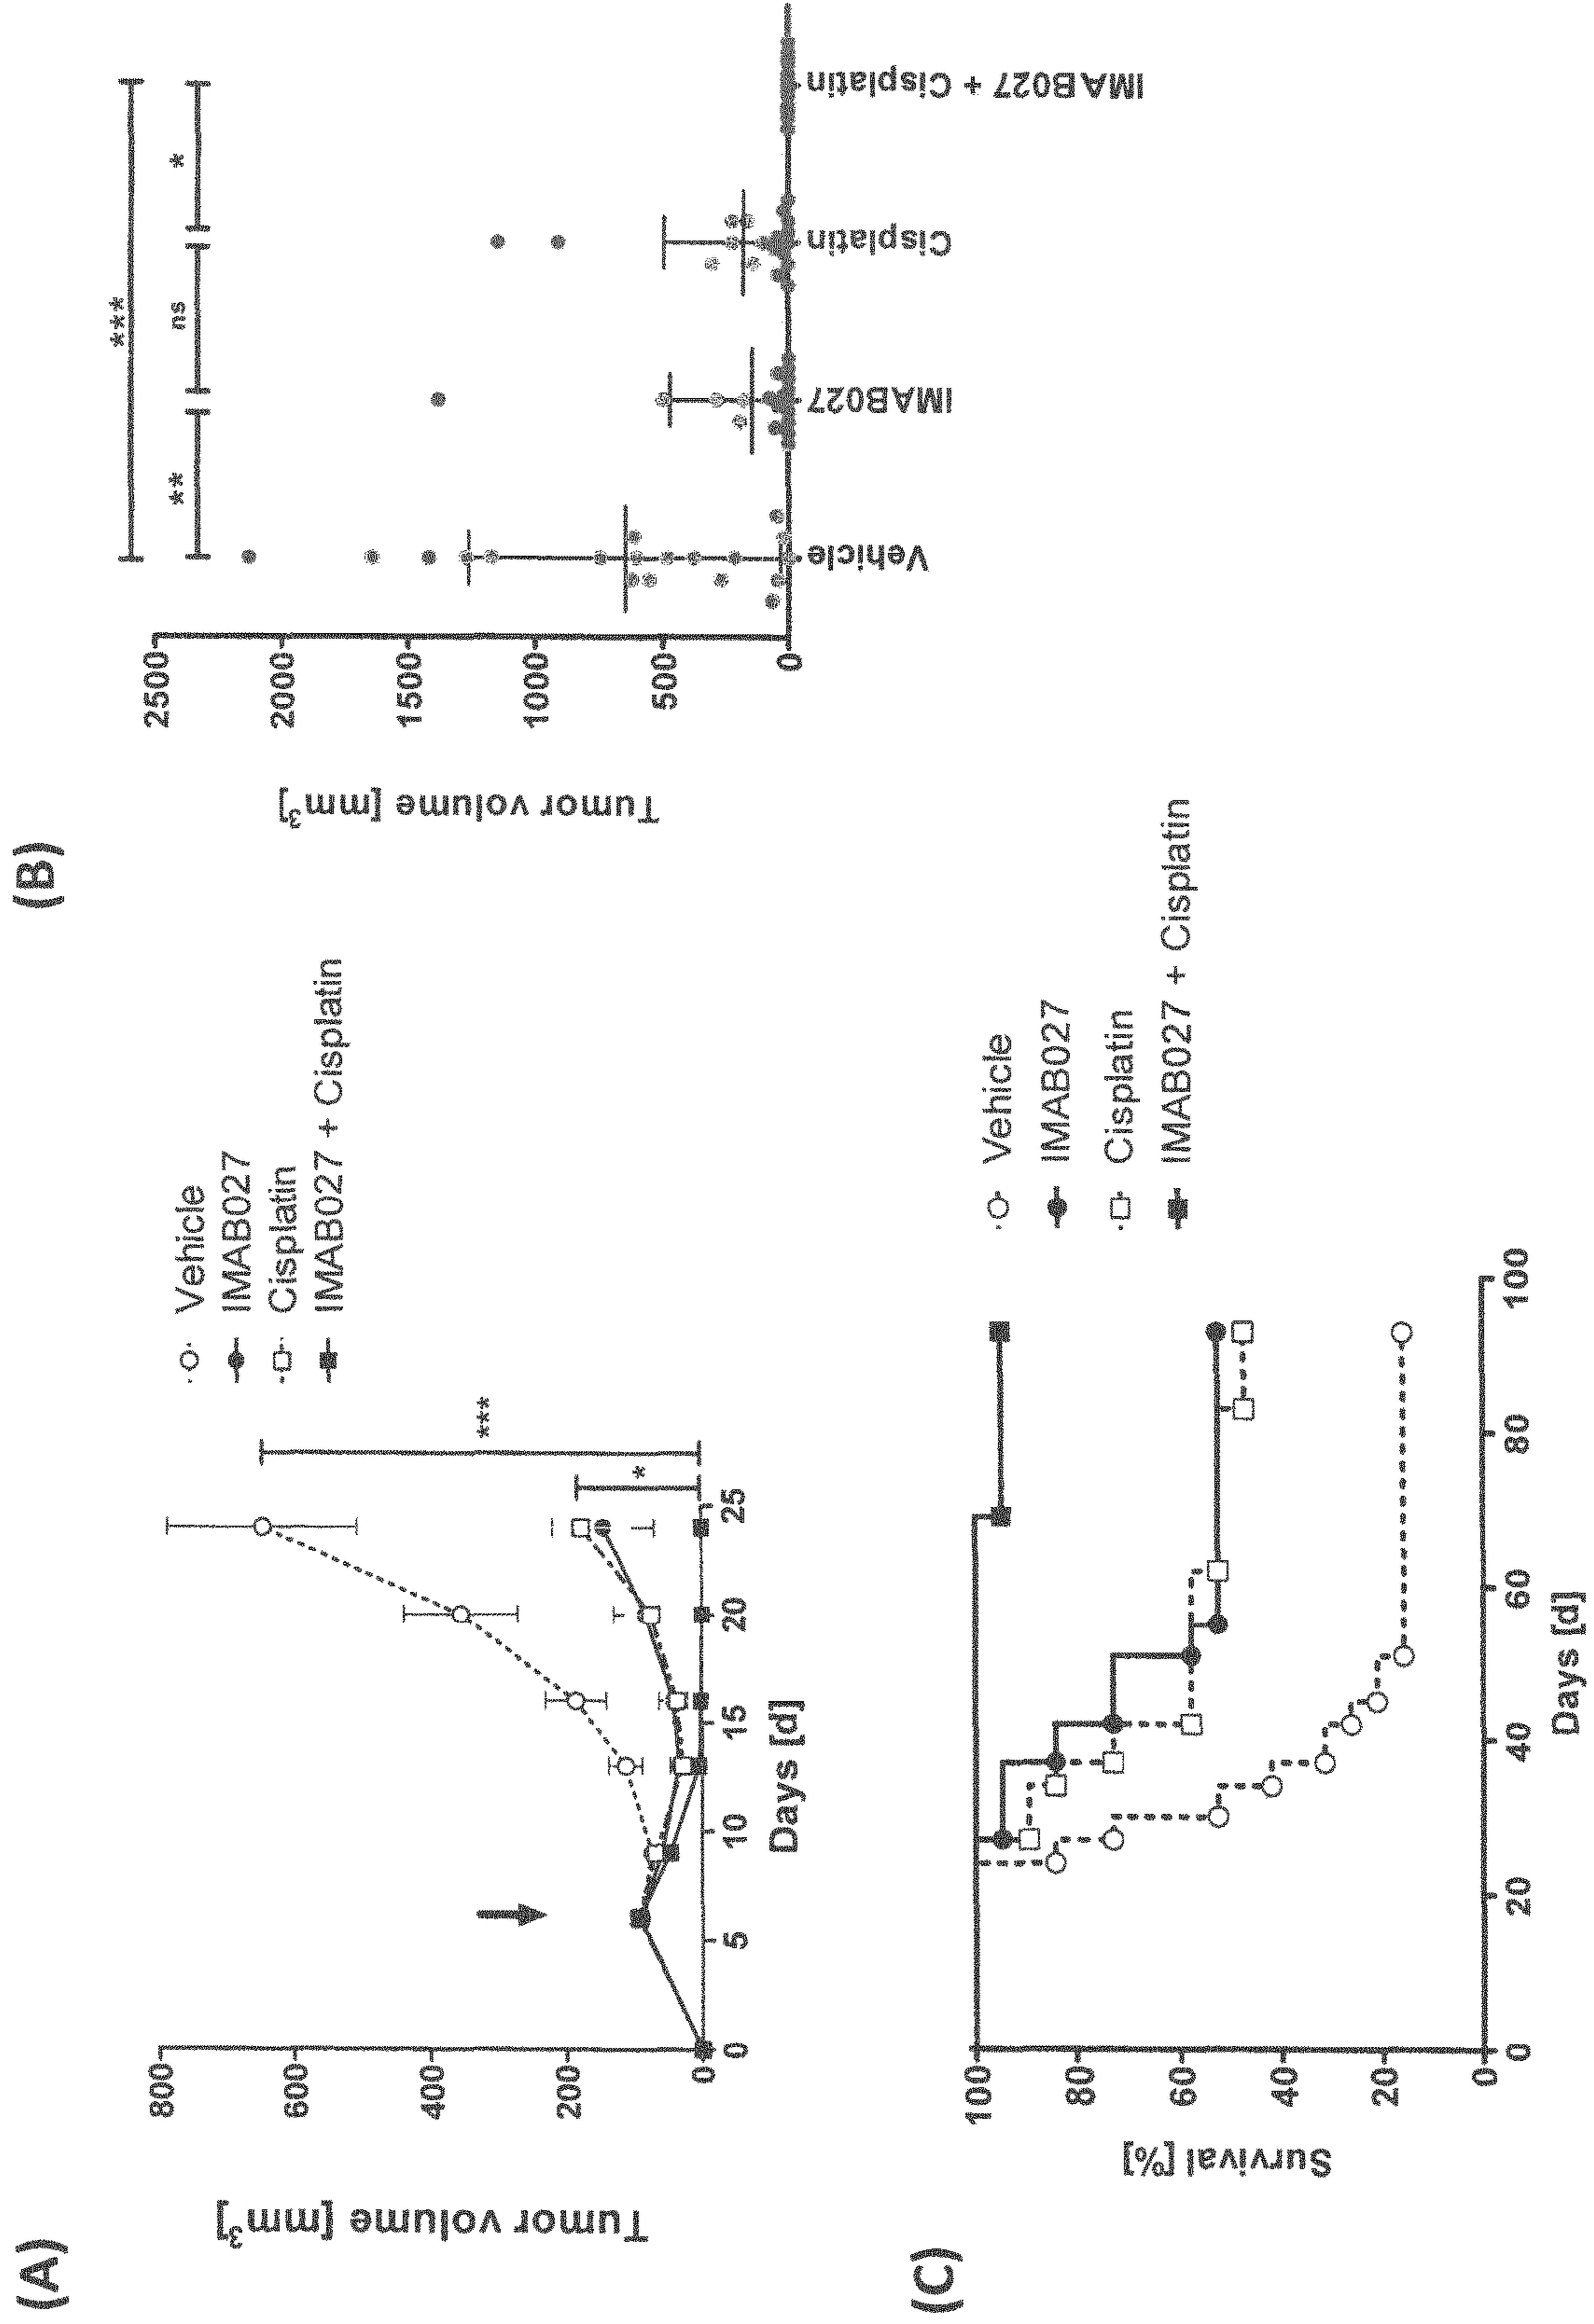 (A)
Tumor volume [mm³]
800
600
400
200
0
0
5
10
15
20
25
Days [d]
*
***
Vehicle
IMAB027
Cisplatin
IMAB027 + Cisplatin
(B)
Tumor volume [mm³]
2500
2000
1500
1000
500
0
***
**
ns
*
Vehicle
IMAB027
Cisplatin
IMAB027 + Cisplatin
(C)
Survival [%]
100
80
60
40
20
0
0
20
40
60
80
100
Days [d]
Vehicle
IMAB027
Cisplatin
IMAB027 + Cisplatin